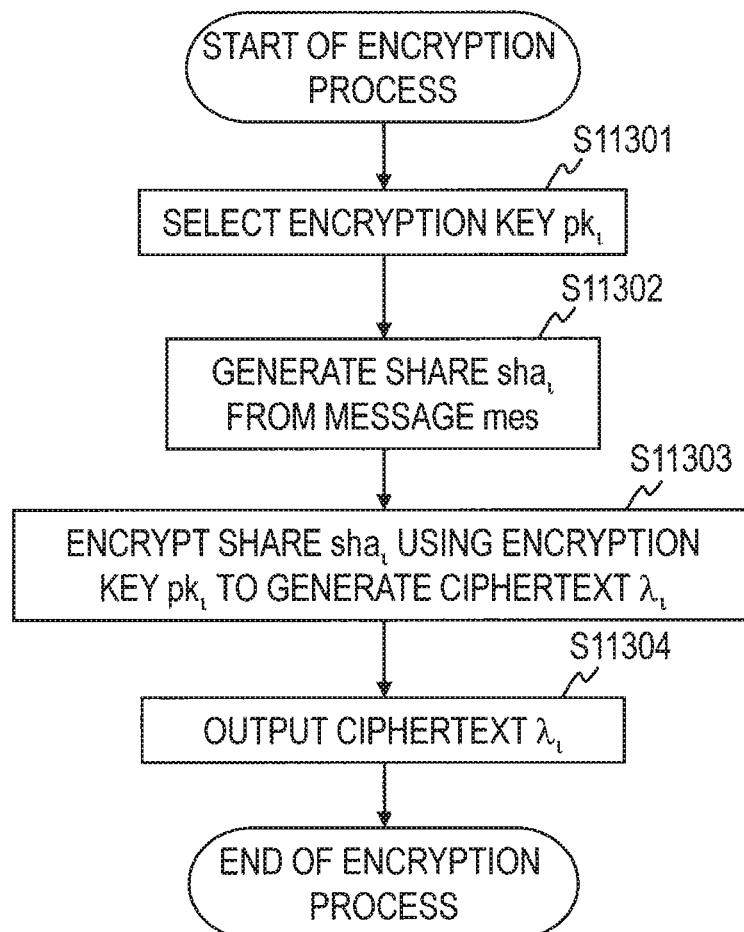 START OF ENCRYPTION
PROCESS
S11301
SELECT ENCRYPTION KEY pkι
S11302
GENERATE SHARE shaι
FROM MESSAGE mes
S11303
ENCRYPT SHARE shaι USING ENCRYPTION
KEY pkι TO GENERATE CIPHERTEXT λι
S11304
OUTPUT CIPHERTEXT λι
END OF ENCRYPTION
PROCESS